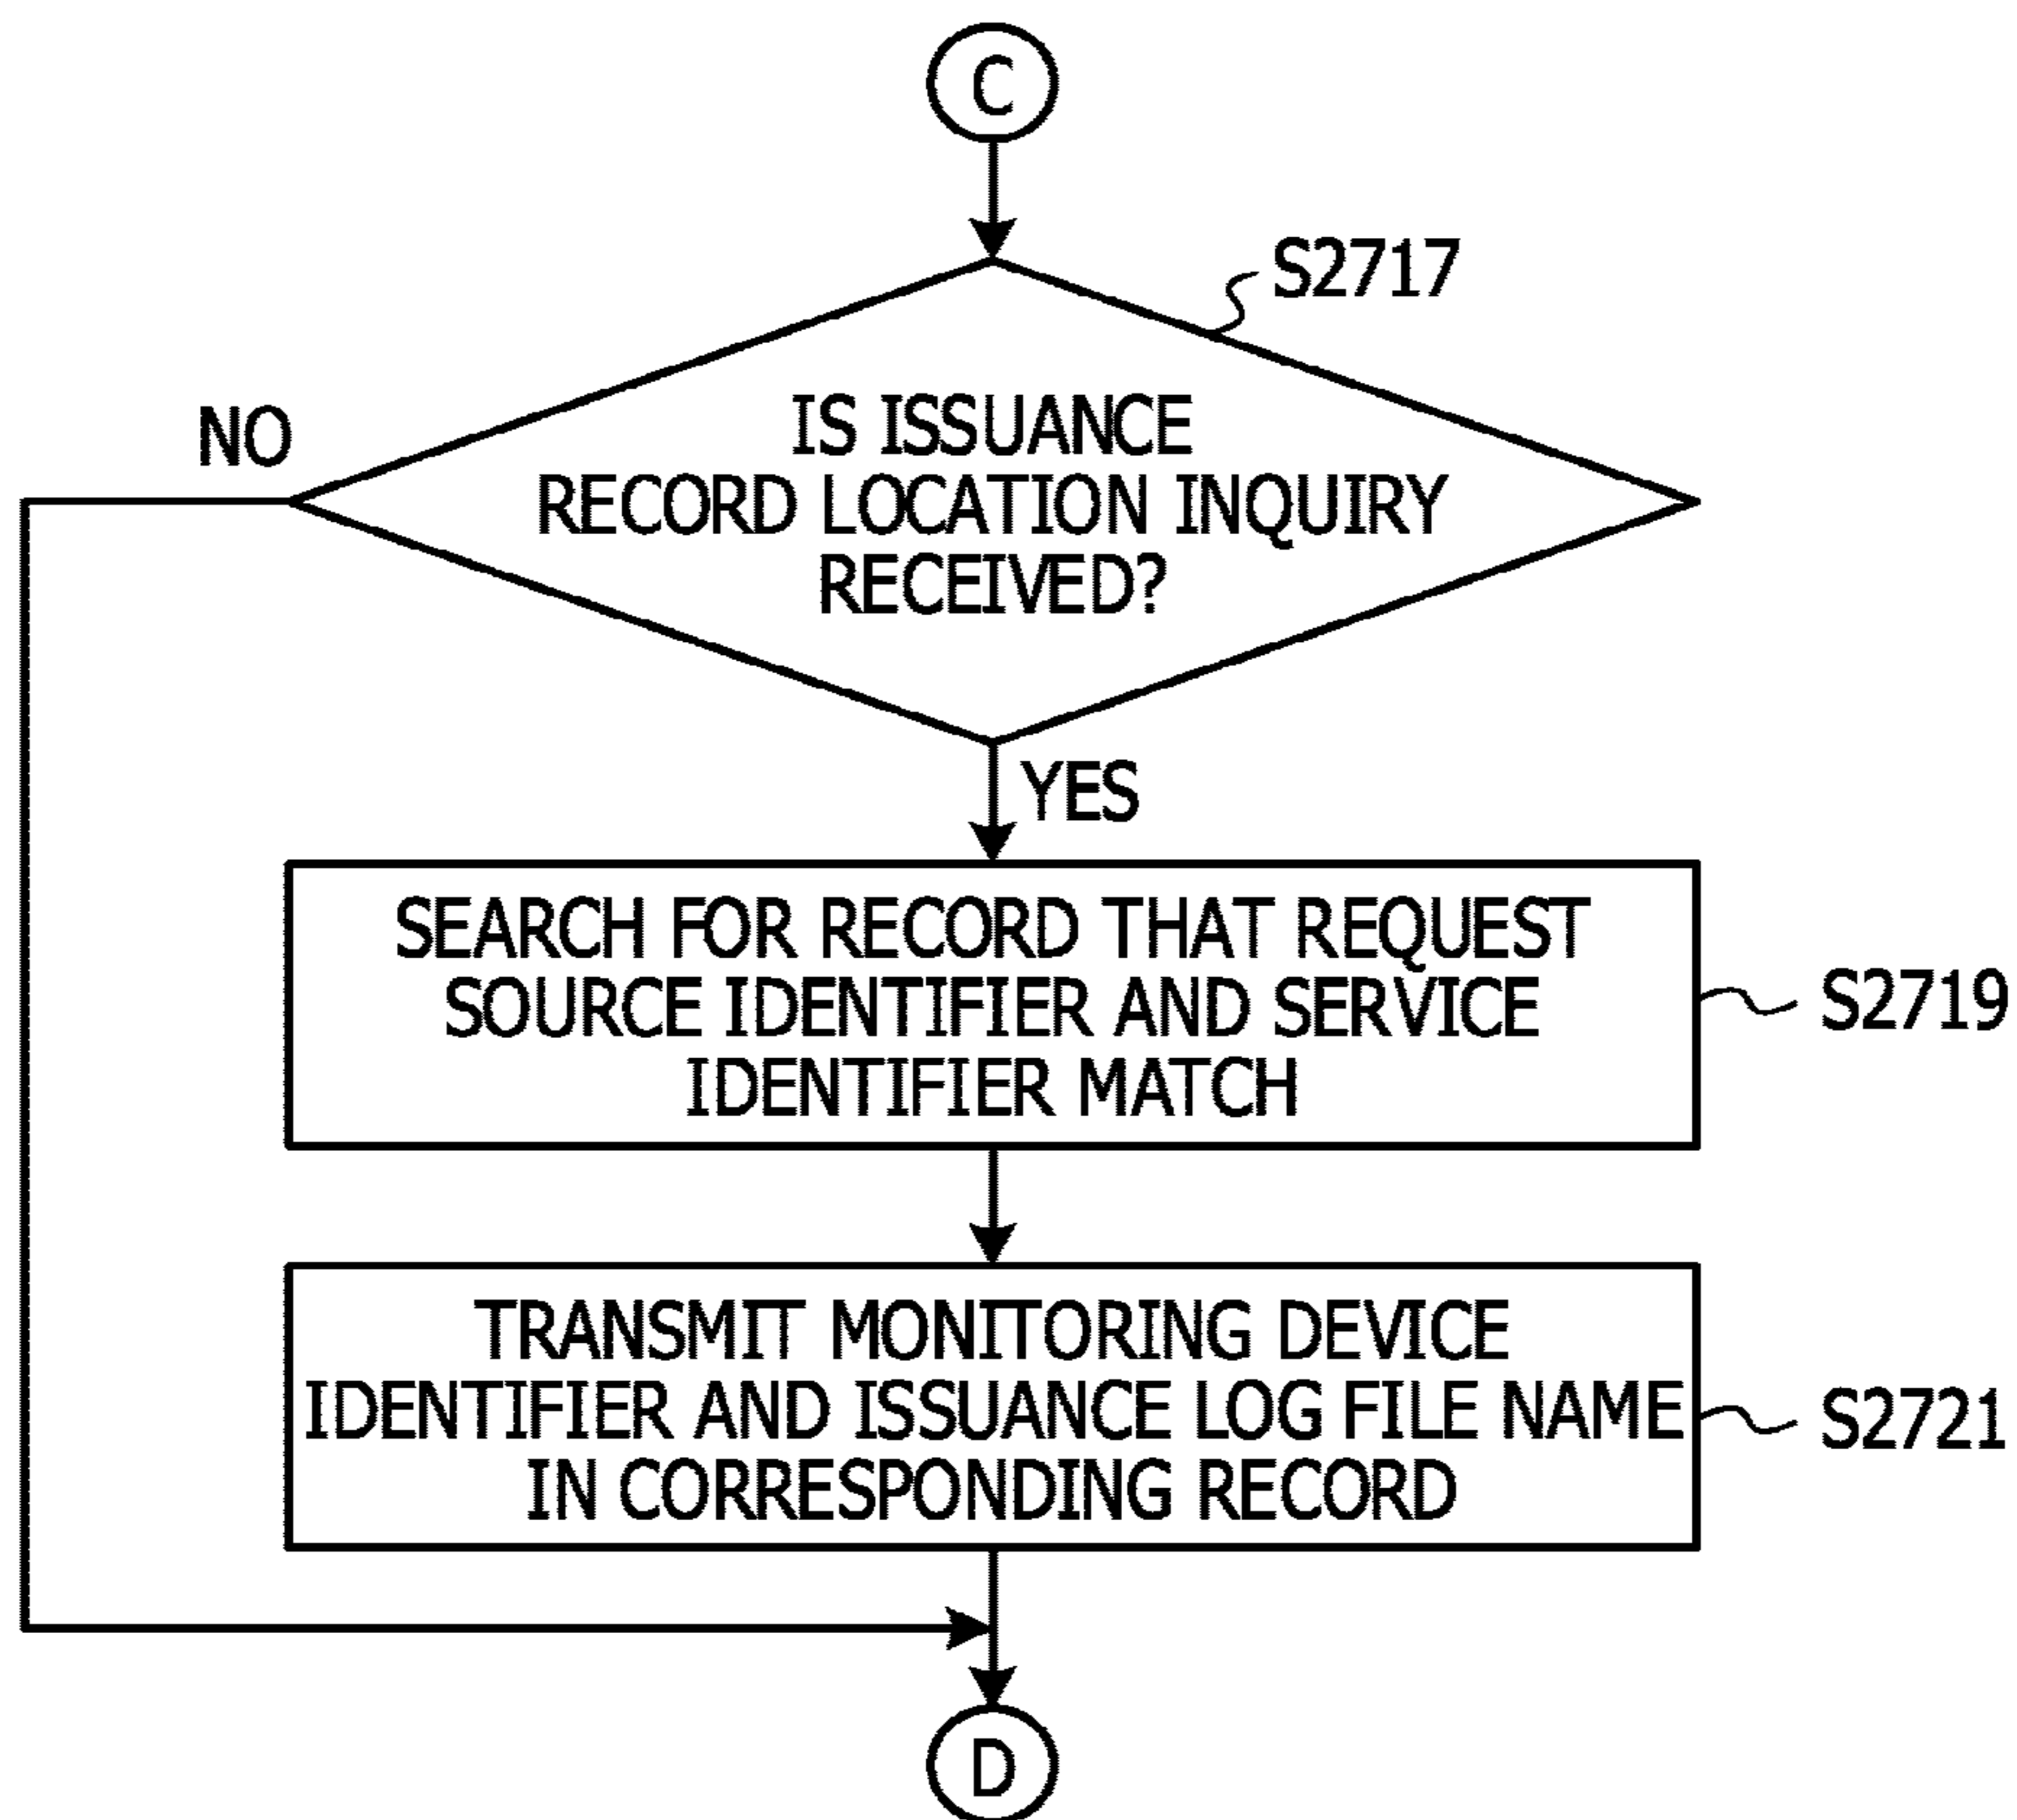 C
S2717
IS ISSUANCE
RECORD LOCATION INQUIRY
RECEIVED?
NO
YES
SEARCH FOR RECORD THAT REQUEST
SOURCE IDENTIFIER AND SERVICE
IDENTIFIER MATCH
S2719
TRANSMIT MONITORING DEVICE
IDENTIFIER AND ISSUANCE LOG FILE NAME
IN CORRESPONDING RECORD
S2721
D